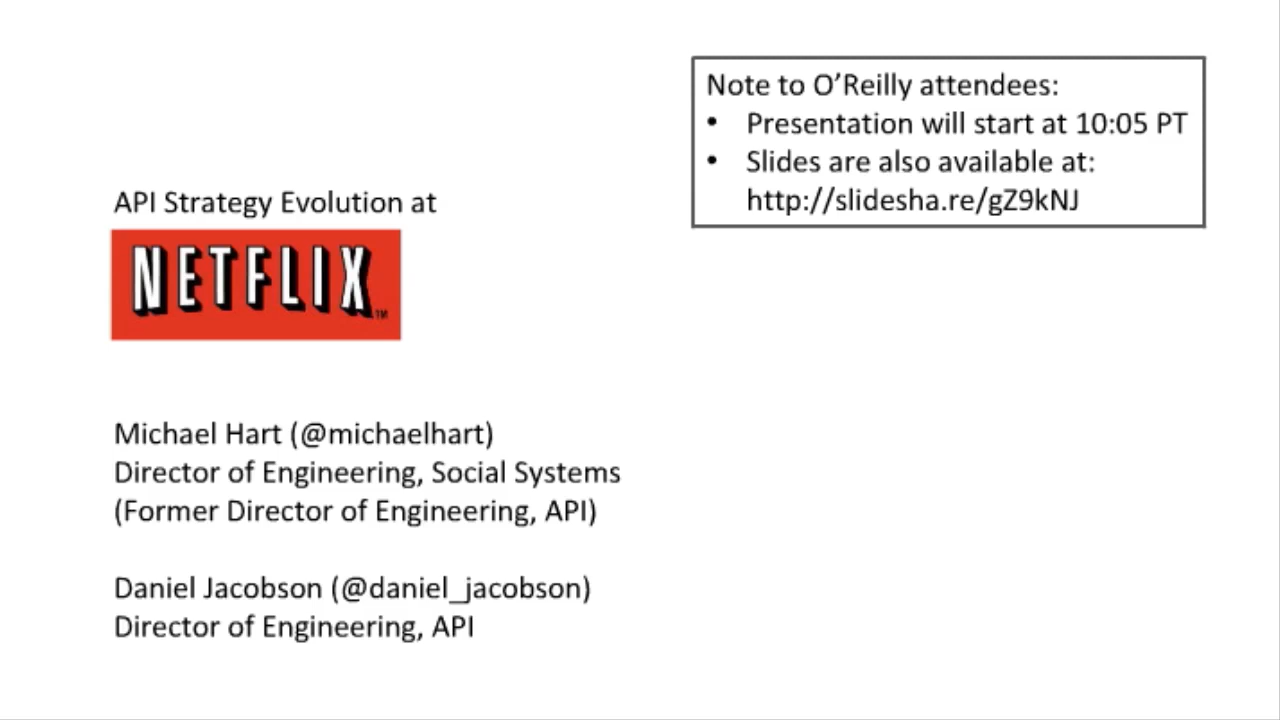 Note to O’Reilly attendees:
• Presentation will start at 10:05 PT
• Slides are also available at:
http://slidesha.re/gZ9kNJ
API Strategy Evolution at
NETFLIX™
Michael Hart (@michaelhart)
Director of Engineering, Social Systems
(Former Director of Engineering, API)
Daniel Jacobson (@daniel_jacobson)
Director of Engineering, API